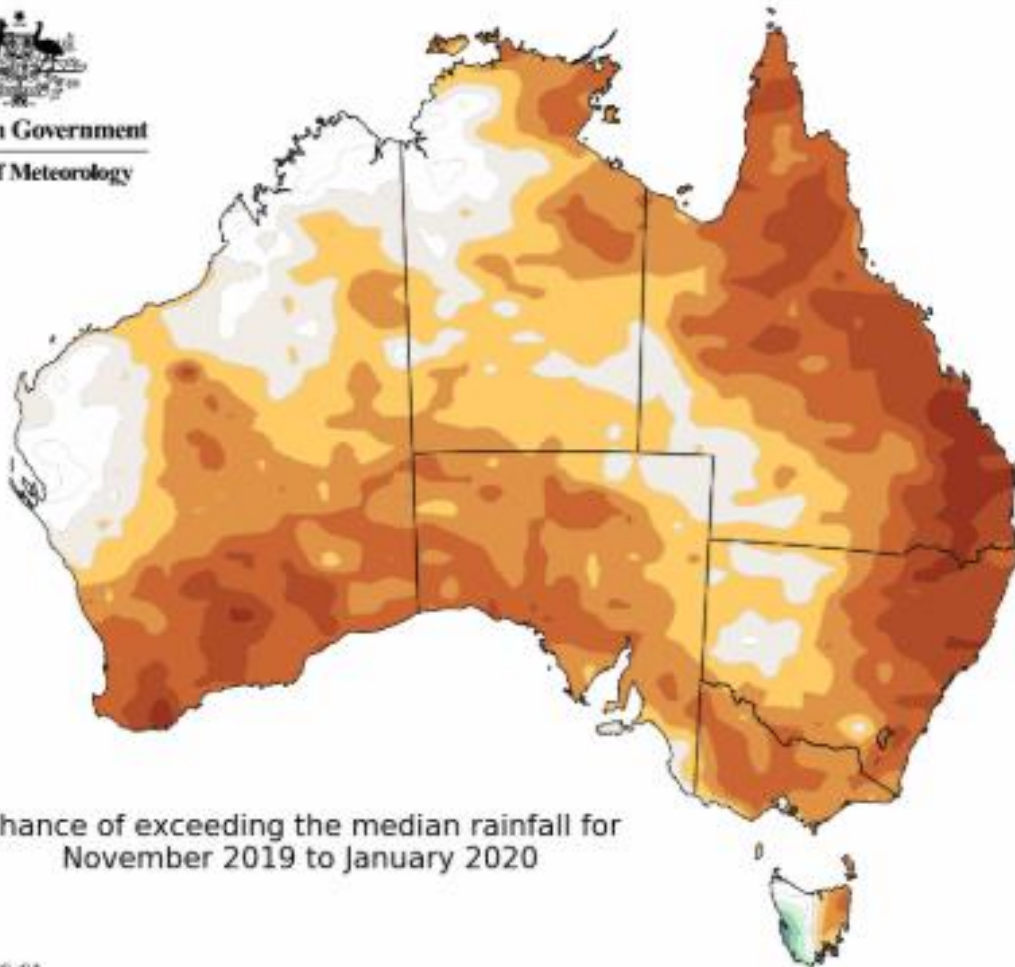 n Government
f Meteorology
hance of exceeding the median rainfall for
November 2019 to January 2020